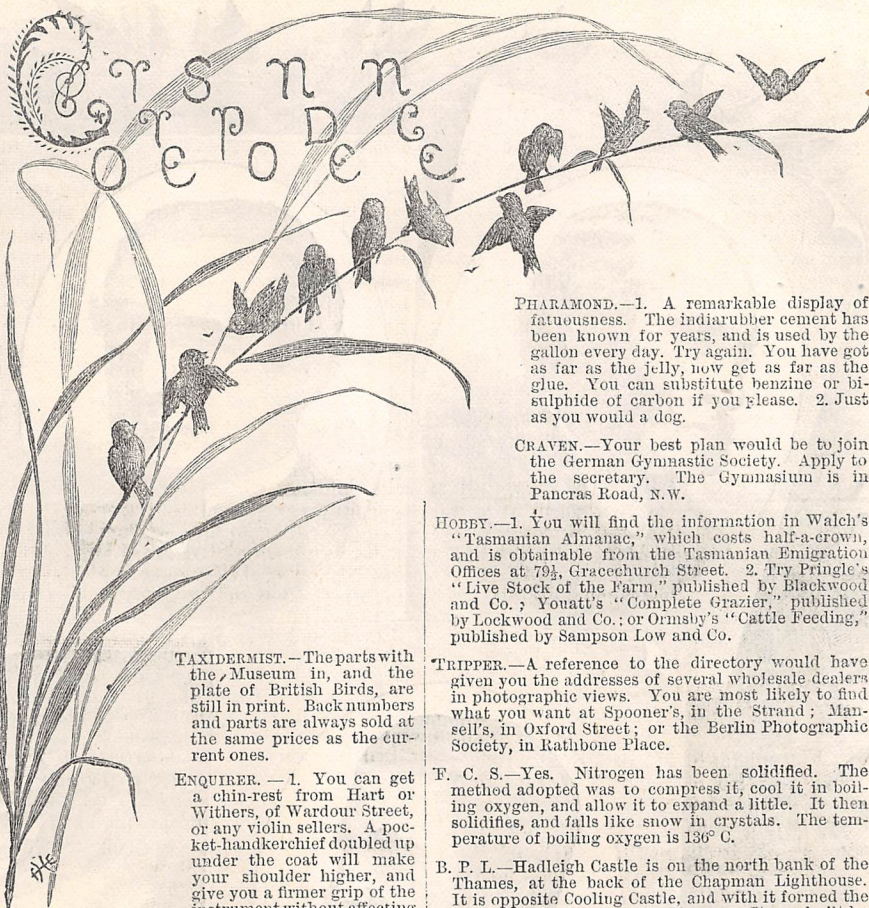 CORRESPONDENCE
TAXIDERMIST.—The parts with
the Museum in, and the
plate of British Birds, are
still in print. Back numbers
and parts are always sold at
the same prices as the cur-
rent ones.
ENQUIRER.—1. You can get
a chin-rest from Hart or
Withers, of Wardour Street,
or any violin sellers. A poc-
ket-handkerchief doubled up
under the coat will make
your shoulder higher, and
give you a firmer grip of the
instrument without affecting
PHARAMOND.—1. A remarkable display of
fatuousness. The indiarubber cement has
been known for years, and is used by the
gallon every day. Try again. You have got
as far as the jelly, now get as far as the
glue. You can substitute benzine or bi-
sulphide of carbon if you please. 2. Just
as you would a dog.
CRAVEN.—Your best plan would be to join
the German Gymnastic Society. Apply to
the secretary. The Gymnasium is in
Pancras Road, N.W.
HOBBY.—1. You will find the information in Walch's
"Tasmanian Almanac," which costs half-a-crown,
and is obtainable from the Tasmanian Emigration
Offices at 79½, Gracechurch Street. 2. Try Pringle's
"Live Stock of the Farm," published by Blackwood
and Co.; Youatt's "Complete Grazier," published
by Lockwood and Co.; or Ormsby's "Cattle Feeding,"
published by Sampson Low and Co.
TRIPPER.—A reference to the directory would have
given you the addresses of several wholesale dealers
in photographic views. You are most likely to find
what you want at Spooner's, in the Strand; Man-
sell's, in Oxford Street; or the Berlin Photographic
Society, in Rathbone Place.
F. C. S.—Yes. Nitrogen has been solidified. The
method adopted was to compress it, cool it in boil-
ing oxygen, and allow it to expand a little. It then
solidifies, and falls like snow in crystals. The tem-
perature of boiling oxygen is 136° C.
B. P. L.—Hadleigh Castle is on the north bank of the
Thames, at the back of the Chapman Lighthouse.
It is opposite Cooling Castle, and with it formed the